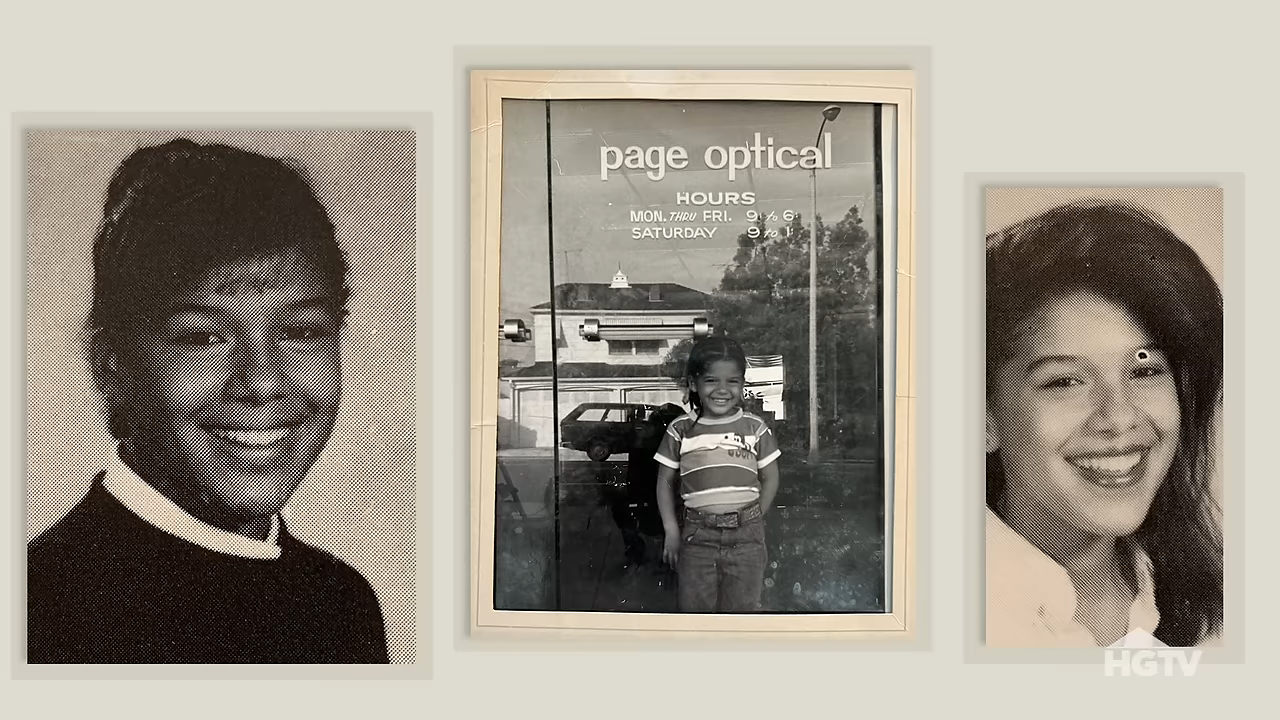 page optical
HOURS
MON. THRU FRI. 9 to 6
SATURDAY 9 to 1
HGTV